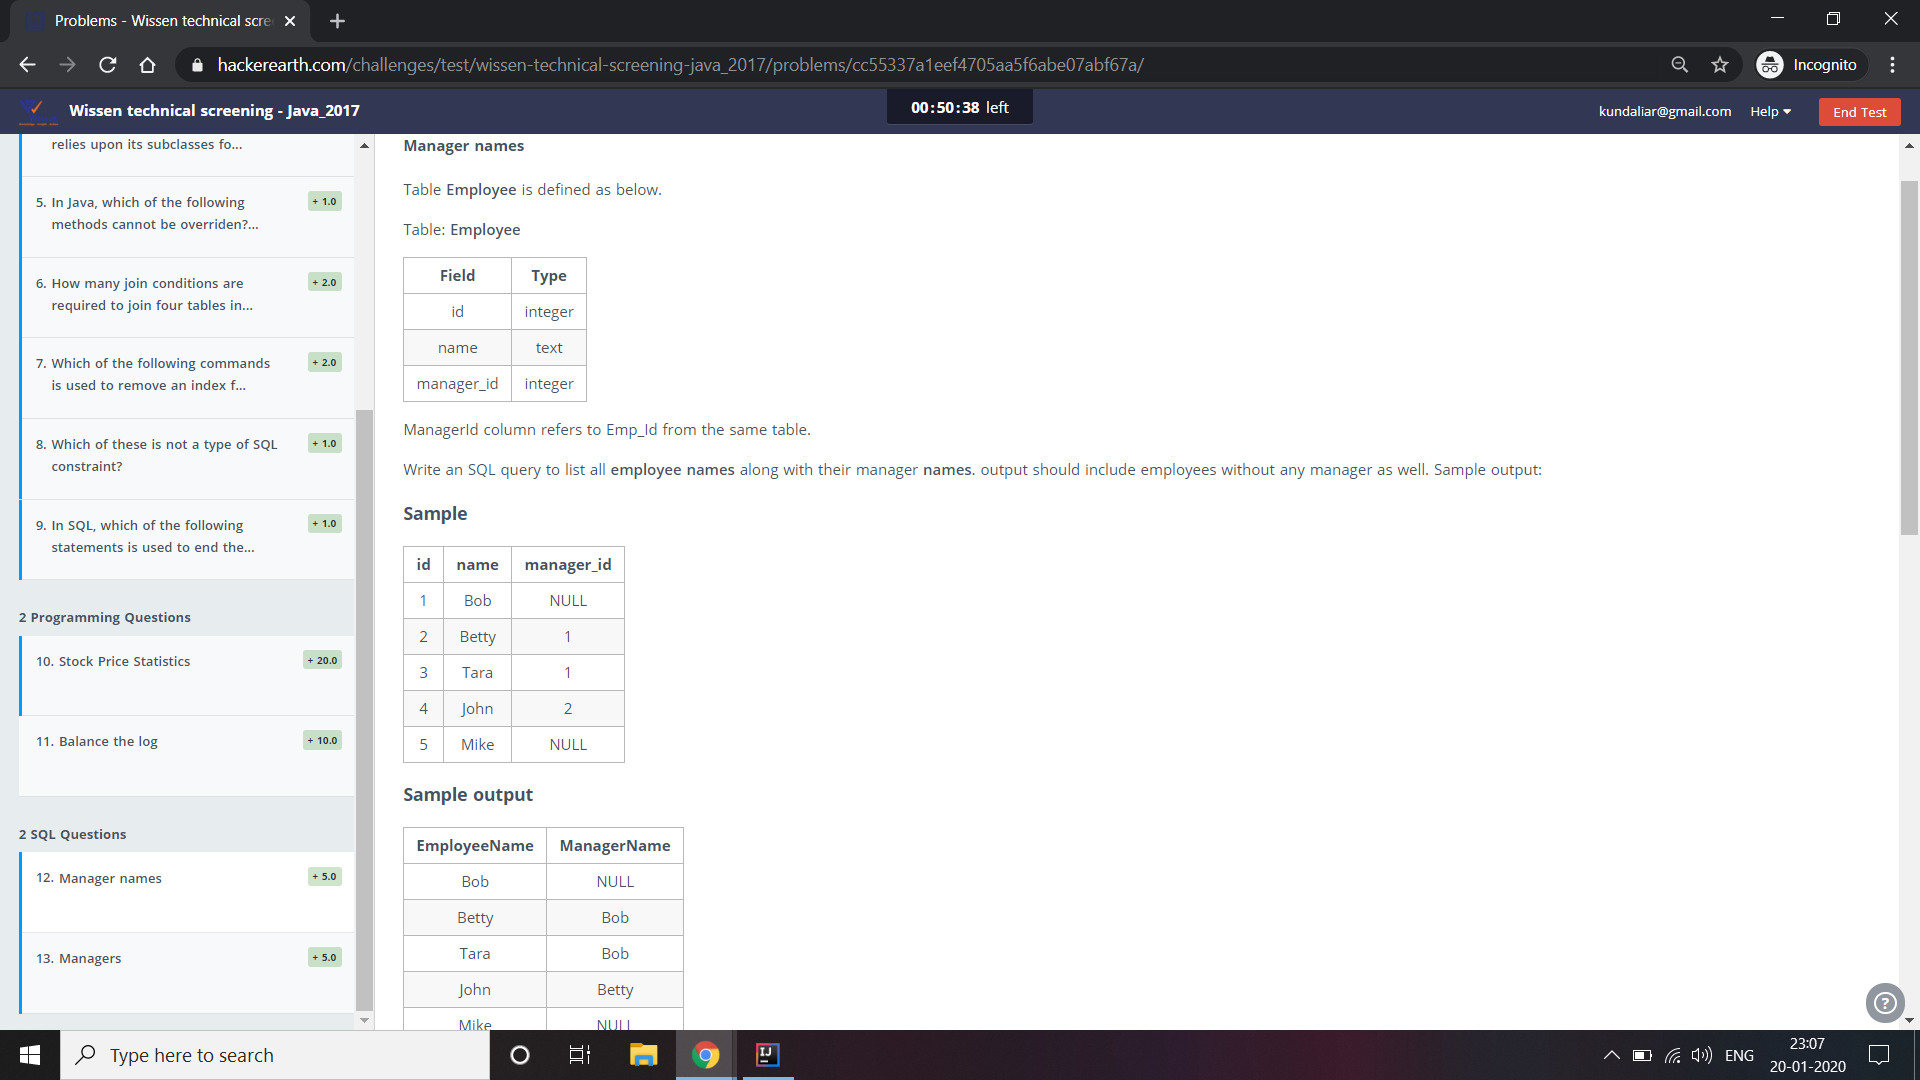 Problems - Wissen technical scre
hackerearth.com/challenges/test/wissen-technical-screening-java_2017/problems/cc55337a1eef4705aa5f6abe07abf67a/
Incognito
Wissen technical screening - Java_2017
00:50:38 left
kundaliar@gmail.com
Help
End Test
relies upon its subclasses fo...
5. In Java, which of the following + 1.0
methods cannot be overriden?...
6. How many join conditions are + 2.0
required to join four tables in...
7. Which of the following commands + 2.0
is used to remove an index f...
8. Which of these is not a type of SQL + 1.0
constraint?
9. In SQL, which of the following + 1.0
statements is used to end the...
2 Programming Questions
10. Stock Price Statistics + 20.0
11. Balance the log + 10.0
2 SQL Questions
12. Manager names + 5.0
13. Managers + 5.0
Manager names
Table Employee is defined as below.
Table: Employee
Field Type
id integer
name text
manager_id integer
ManagerId column refers to Emp_Id from the same table.
Write an SQL query to list all employee names along with their manager names. output should include employees without any manager as well. Sample output:
Sample
id name manager_id
1 Bob NULL
2 Betty 1
3 Tara 1
4 John 2
5 Mike NULL
Sample output
EmployeeName ManagerName
Bob NULL
Betty Bob
Tara Bob
John Betty
Mike NULL
?
Type here to search
IJ
ENG
23:07
20-01-2020